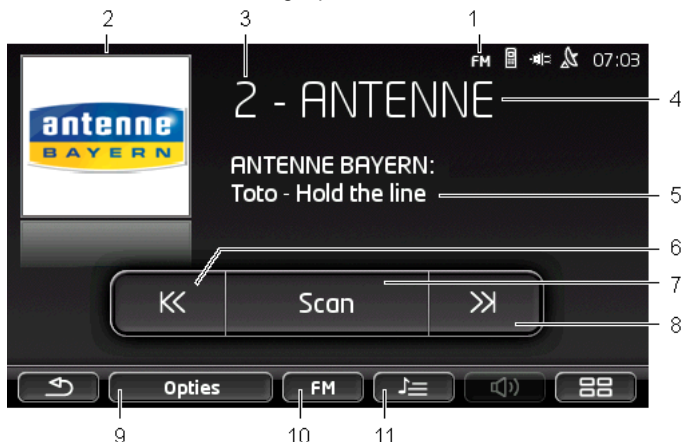 2
3
1
FM 07:03
2 - ANTENNE
4
antenne
BAYERN
ANTENNE BAYERN:
Toto - Hold the line
5
6
Scan
7
8
Opties
FM
9
10
11